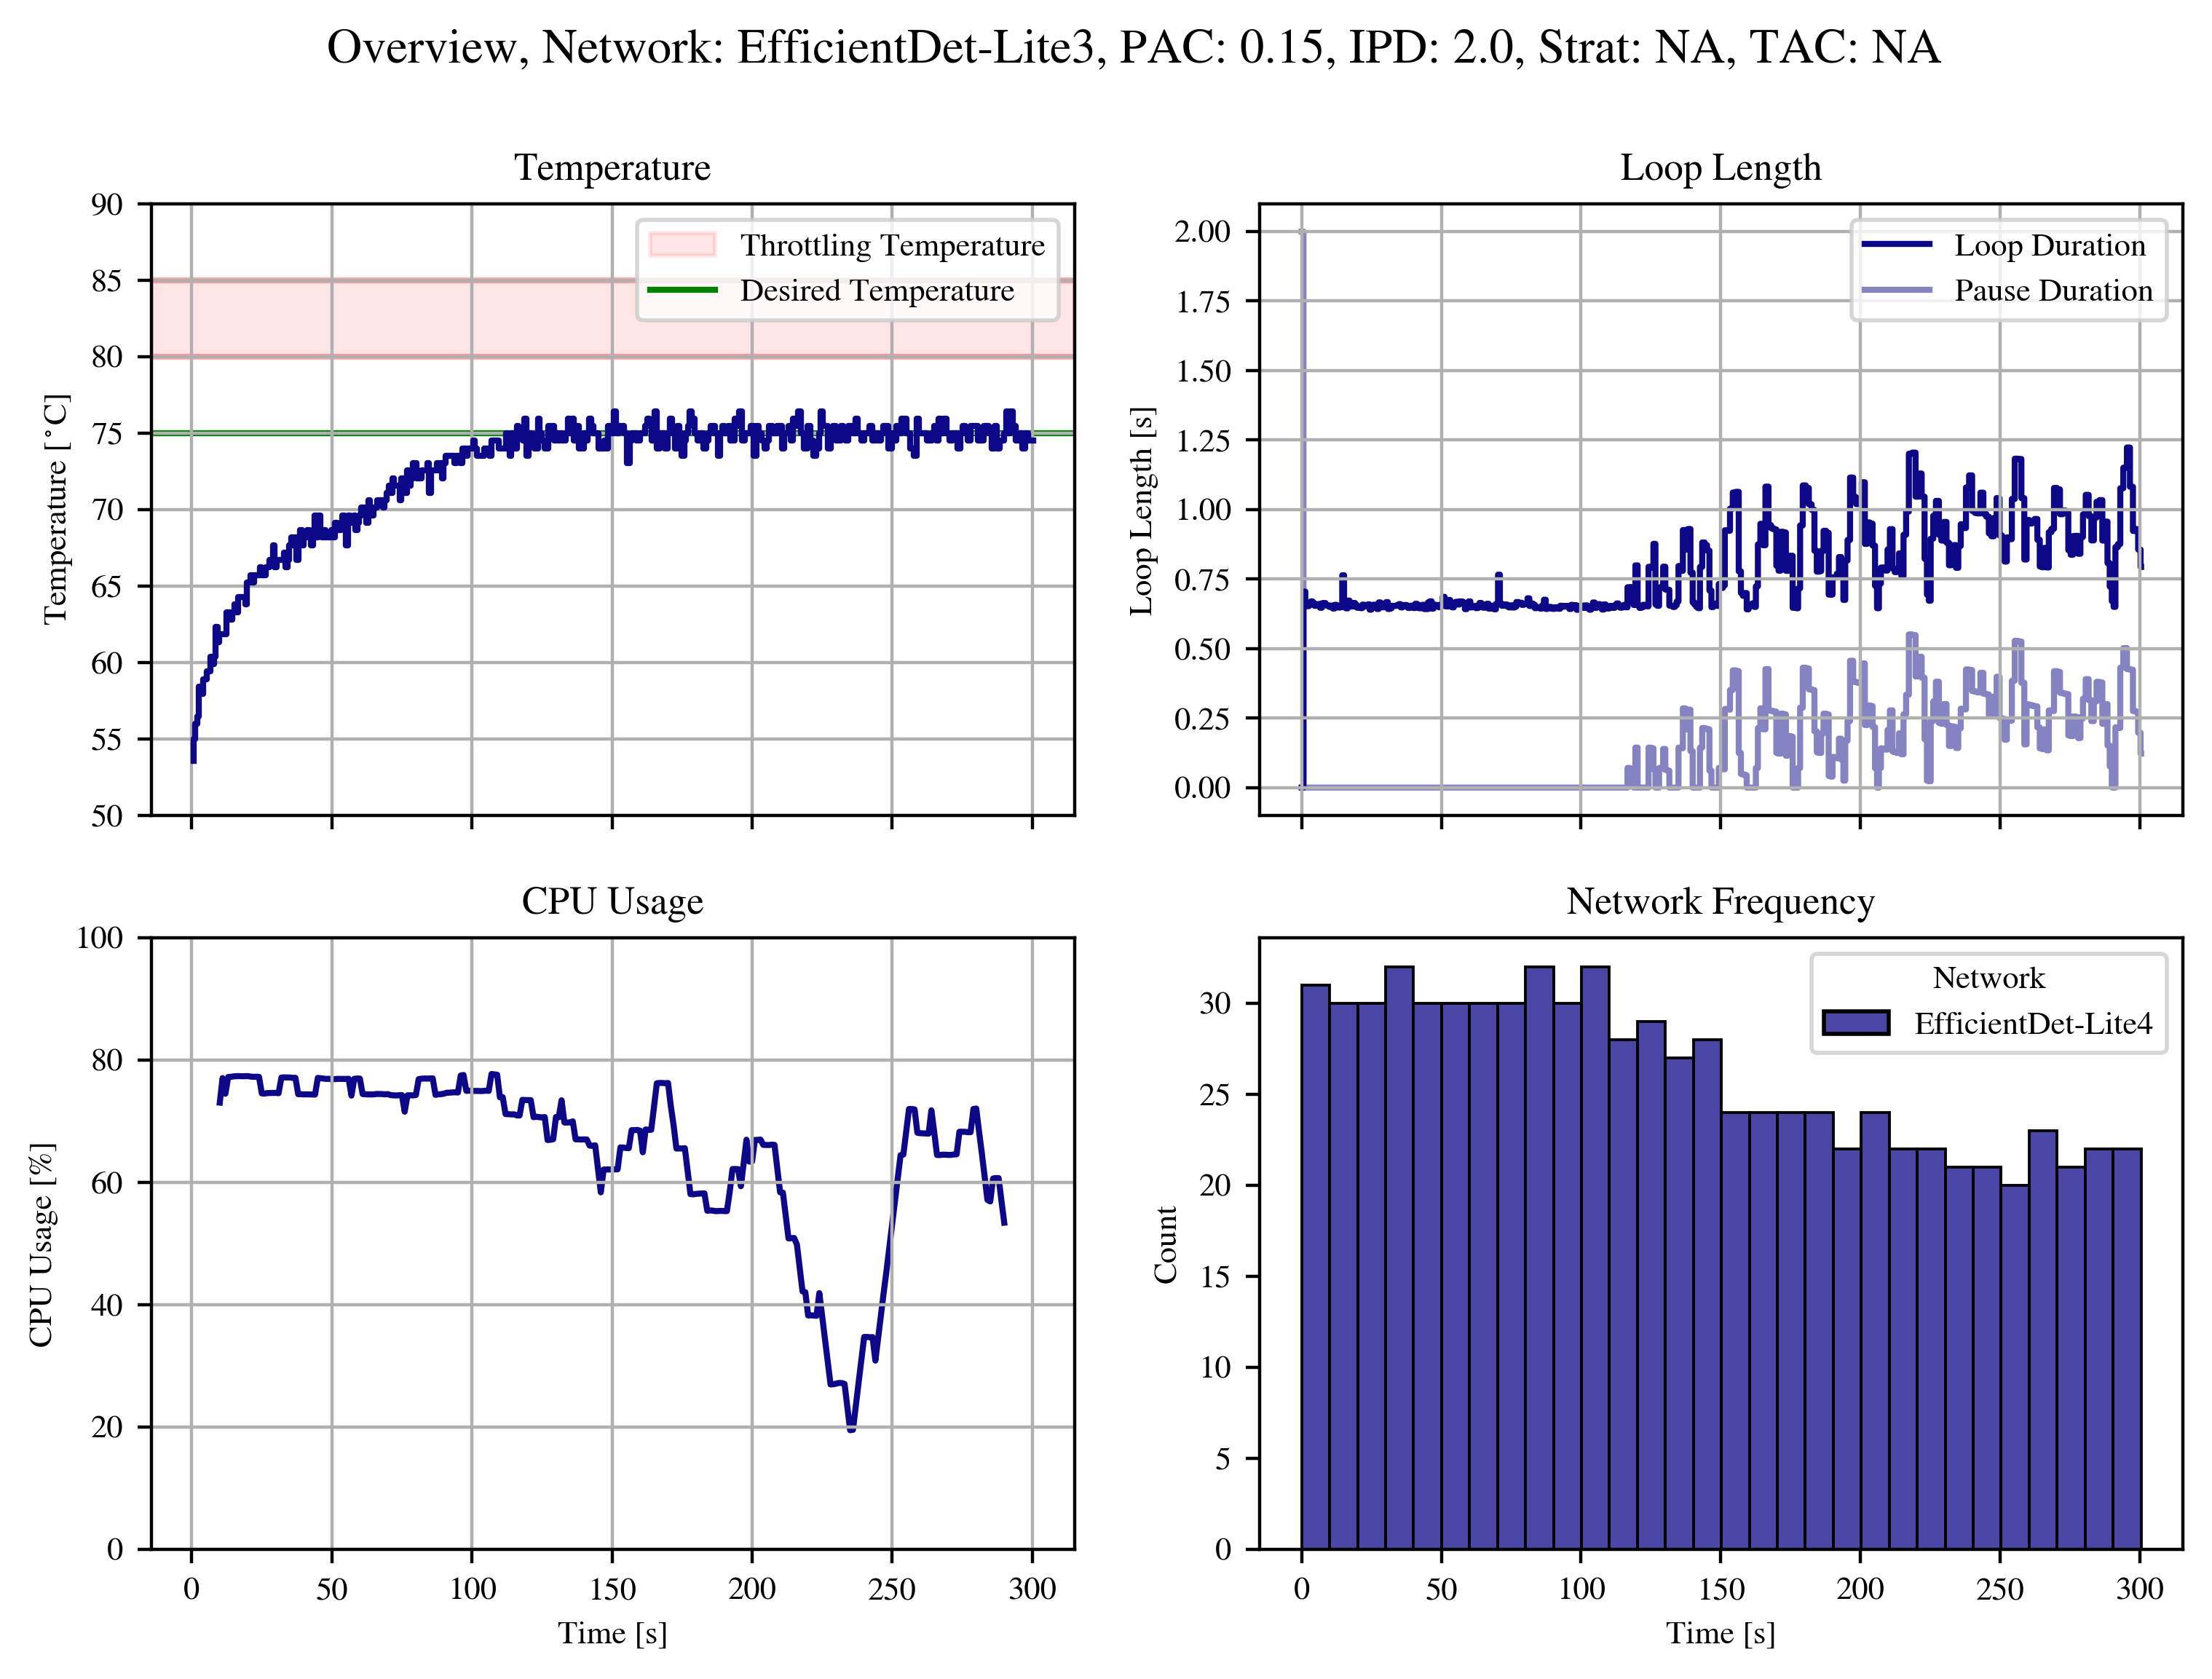 Overview, Network: EfficientDet-Lite3, PAC: 0.15, IPD: 2.0, Strat: NA, TAC: NA
Temperature
90
85
80
75
70
65
60
55
50
Temperature [°C]
Throttling Temperature
Desired Temperature
Loop Length
2.00
1.75
1.50
1.25
1.00
0.75
0.50
0.25
0.00
Loop Length [s]
Loop Duration
Pause Duration
CPU Usage
100
80
60
40
20
0
CPU Usage [%]
0 50 100 150 200 250 300
Time [s]
Network Frequency
30
25
20
15
10
5
0
Count
Network
EfficientDet-Lite4
0 50 100 150 200 250 300
Time [s]